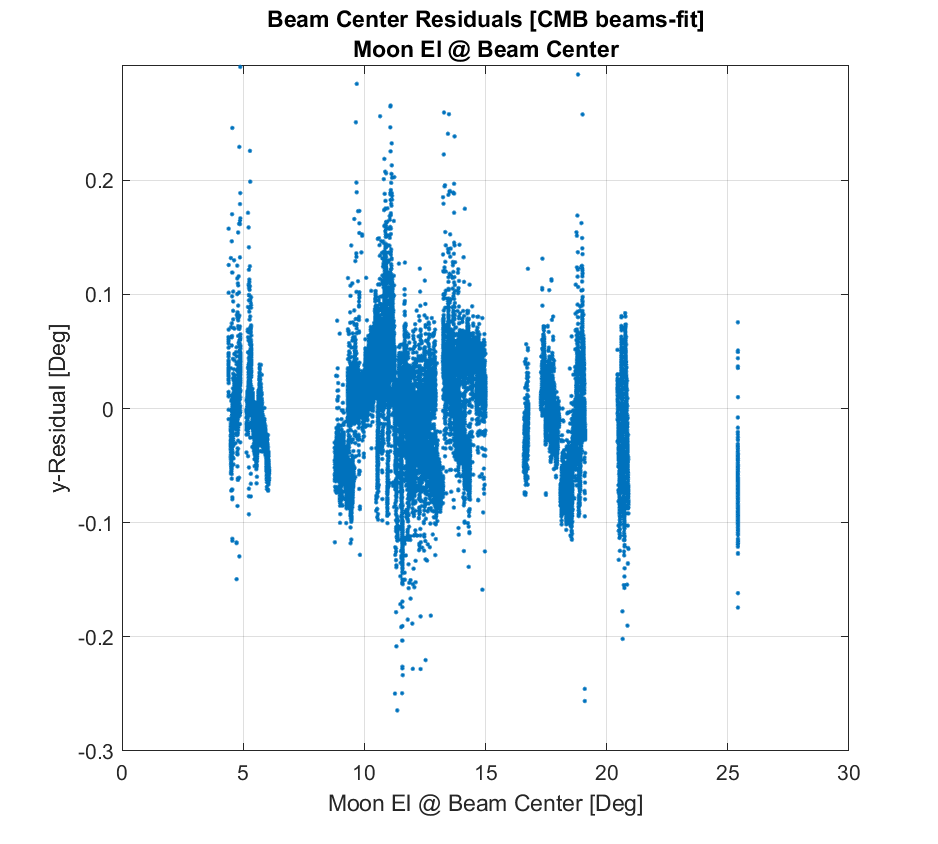 Beam Center Residuals [CMB beams-fit]
Moon El @ Beam Center
0.2
0.1
0
-0.1
-0.2
-0.3
y-Residual [Deg]
0 5 10 15 20 25 30
Moon El @ Beam Center [Deg]